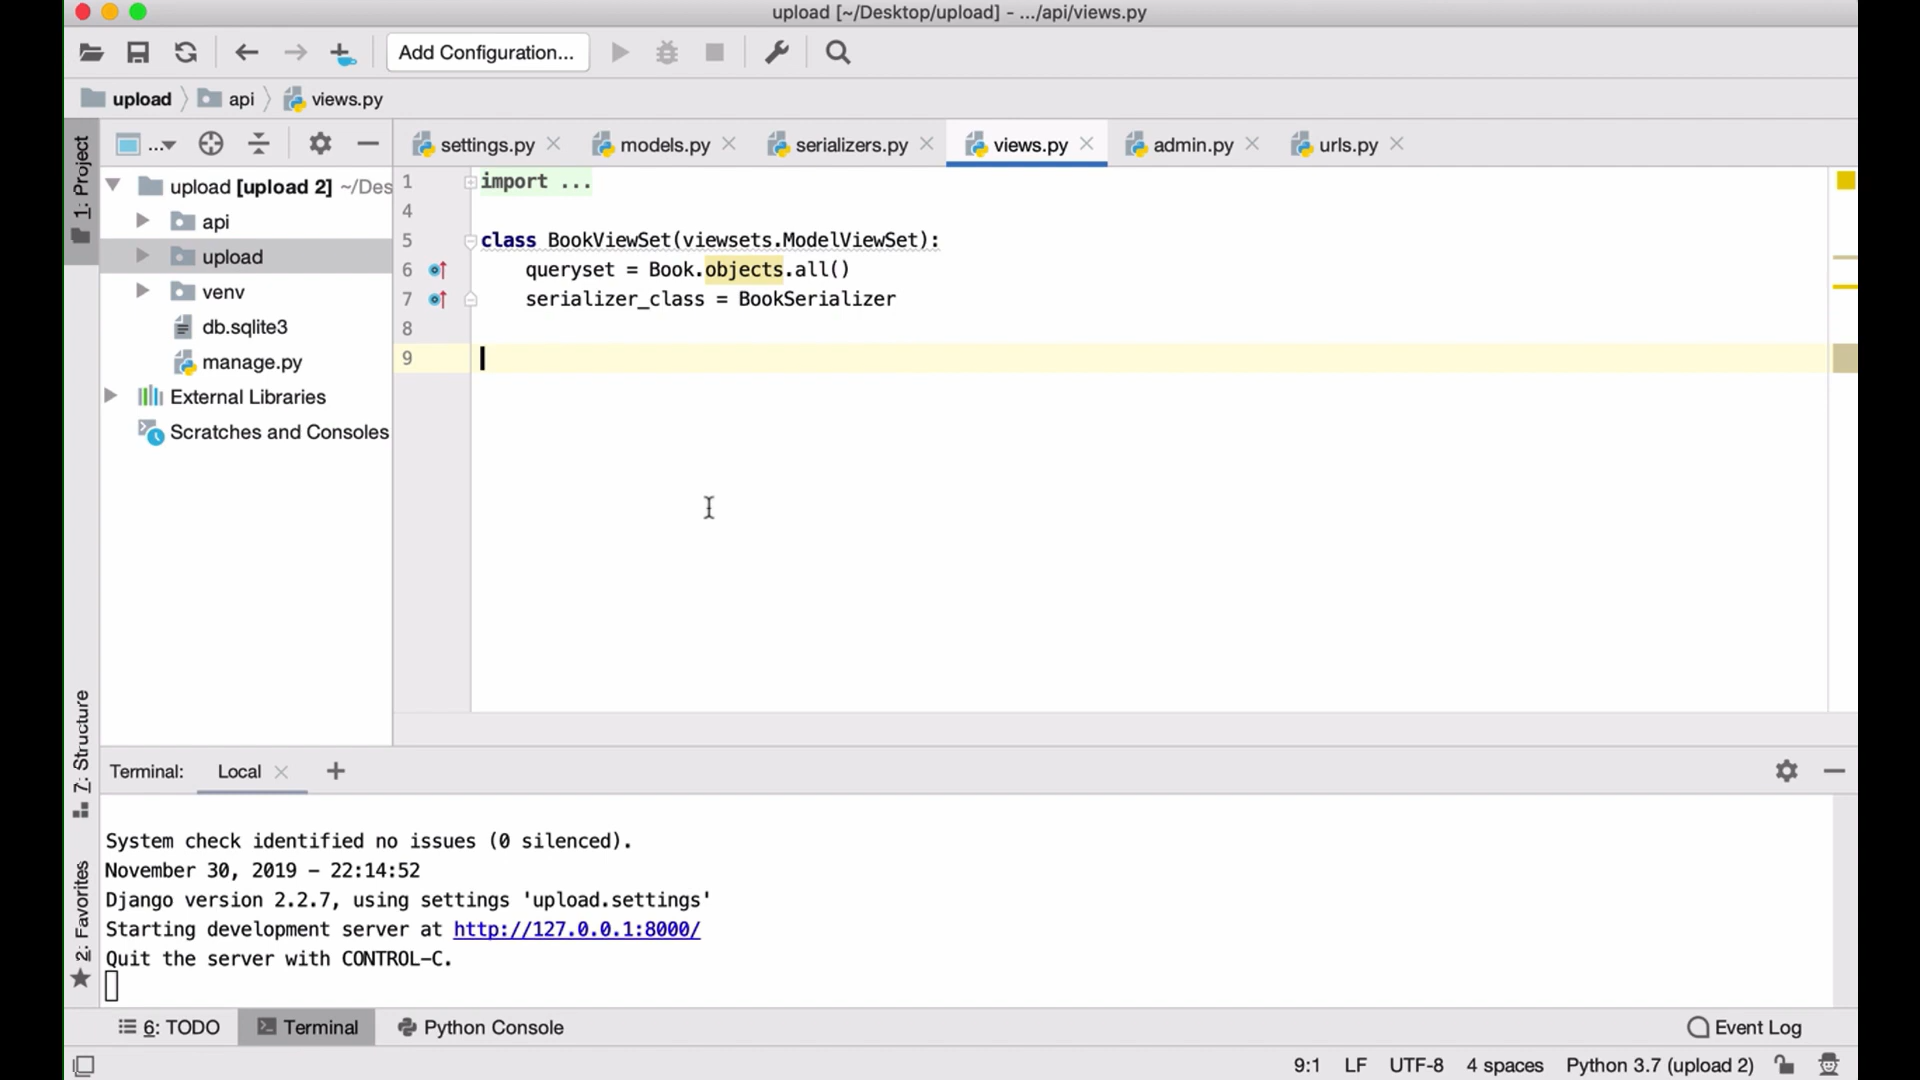 upload [~/Desktop/upload] - .../api/views.py
Add Configuration...
upload api views.py
1: Project
...
settings.py models.py serializers.py views.py admin.py urls.py
upload [upload 2] ~/Des
api
upload
venv
db.sqlite3
manage.py
External Libraries
Scratches and Consoles
1 import ...
4
5 class BookViewSet(viewsets.ModelViewSet):
6 queryset = Book.objects.all()
7 serializer_class = BookSerializer
8
9
7: Structure
2: Favorites
Terminal: Local
System check identified no issues (0 silenced).
November 30, 2019 - 22:14:52
Django version 2.2.7, using settings 'upload.settings'
Starting development server at http://127.0.0.1:8000/
Quit the server with CONTROL-C.
6: TODO Terminal Python Console Event Log
9:1 LF UTF-8 4 spaces Python 3.7 (upload 2)